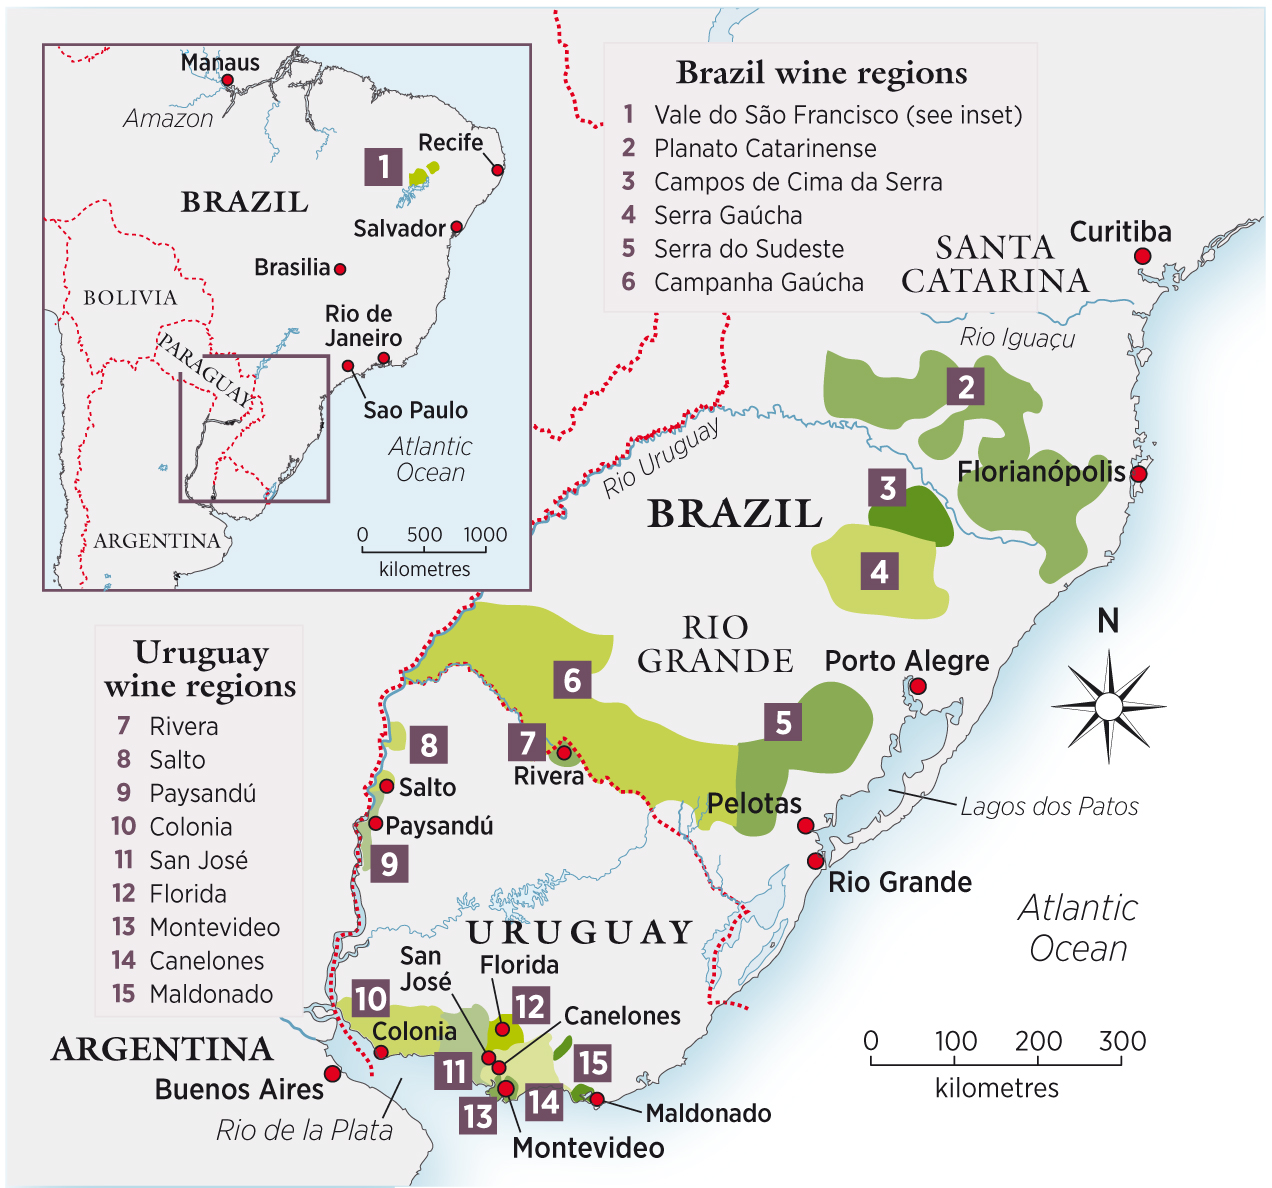 Manaus
Amazon
Recife
1
BRAZIL
Salvador
Brasilia
BOLIVIA
Rio de
Janeiro
PARAGUAY
Sao Paulo
Atlantic
Ocean
ARGENTINA
0 500 1000
kilometres
Brazil wine regions
1 Vale do São Francisco (see inset)
2 Planato Catarinense
3 Campos de Cima da Serra
4 Serra Gaúcha
5 Serra do Sudeste
6 Campanha Gaúcha
SANTA
CATARINA
Curitiba
Rio Iguaçu
2
Rio Uruguay
Florianópolis
3
BRAZIL
4
N
RIO
GRANDE
Porto Alegre
6
5
Uruguay
wine regions
7 Rivera
8 Salto
9 Paysandú
10 Colonia
11 San José
12 Florida
13 Montevideo
14 Canelones
15 Maldonado
8
7
Rivera
Salto
Pelotas
Lagos dos Patos
Paysandú
9
Rio Grande
Atlantic
Ocean
URUGUAY
San
José
Florida
10
12
Canelones
Colonia
ARGENTINA
Buenos Aires
11
15
14
13
Maldonado
Rio de la Plata
Montevideo
0 100 200 300
kilometres